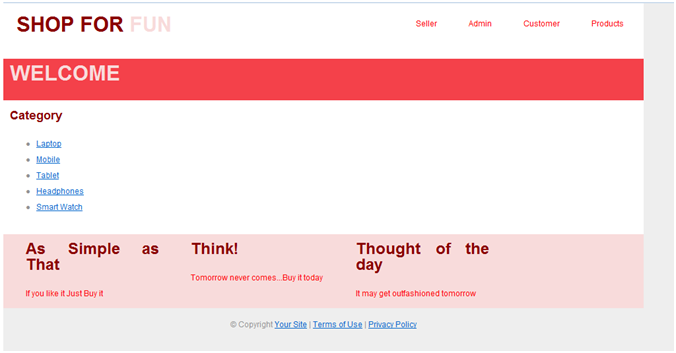 SHOP FOR FUN
Seller Admin Customer Products
WELCOME
Category
Laptop
Mobile
Tablet
Headphones
Smart Watch
As Simple as
That
If you like it Just Buy it
Think!
Tomorrow never comes...Buy it today
Thought of the
day
It may get outfashioned tomorrow
© Copyright Your Site | Terms of Use | Privacy Policy